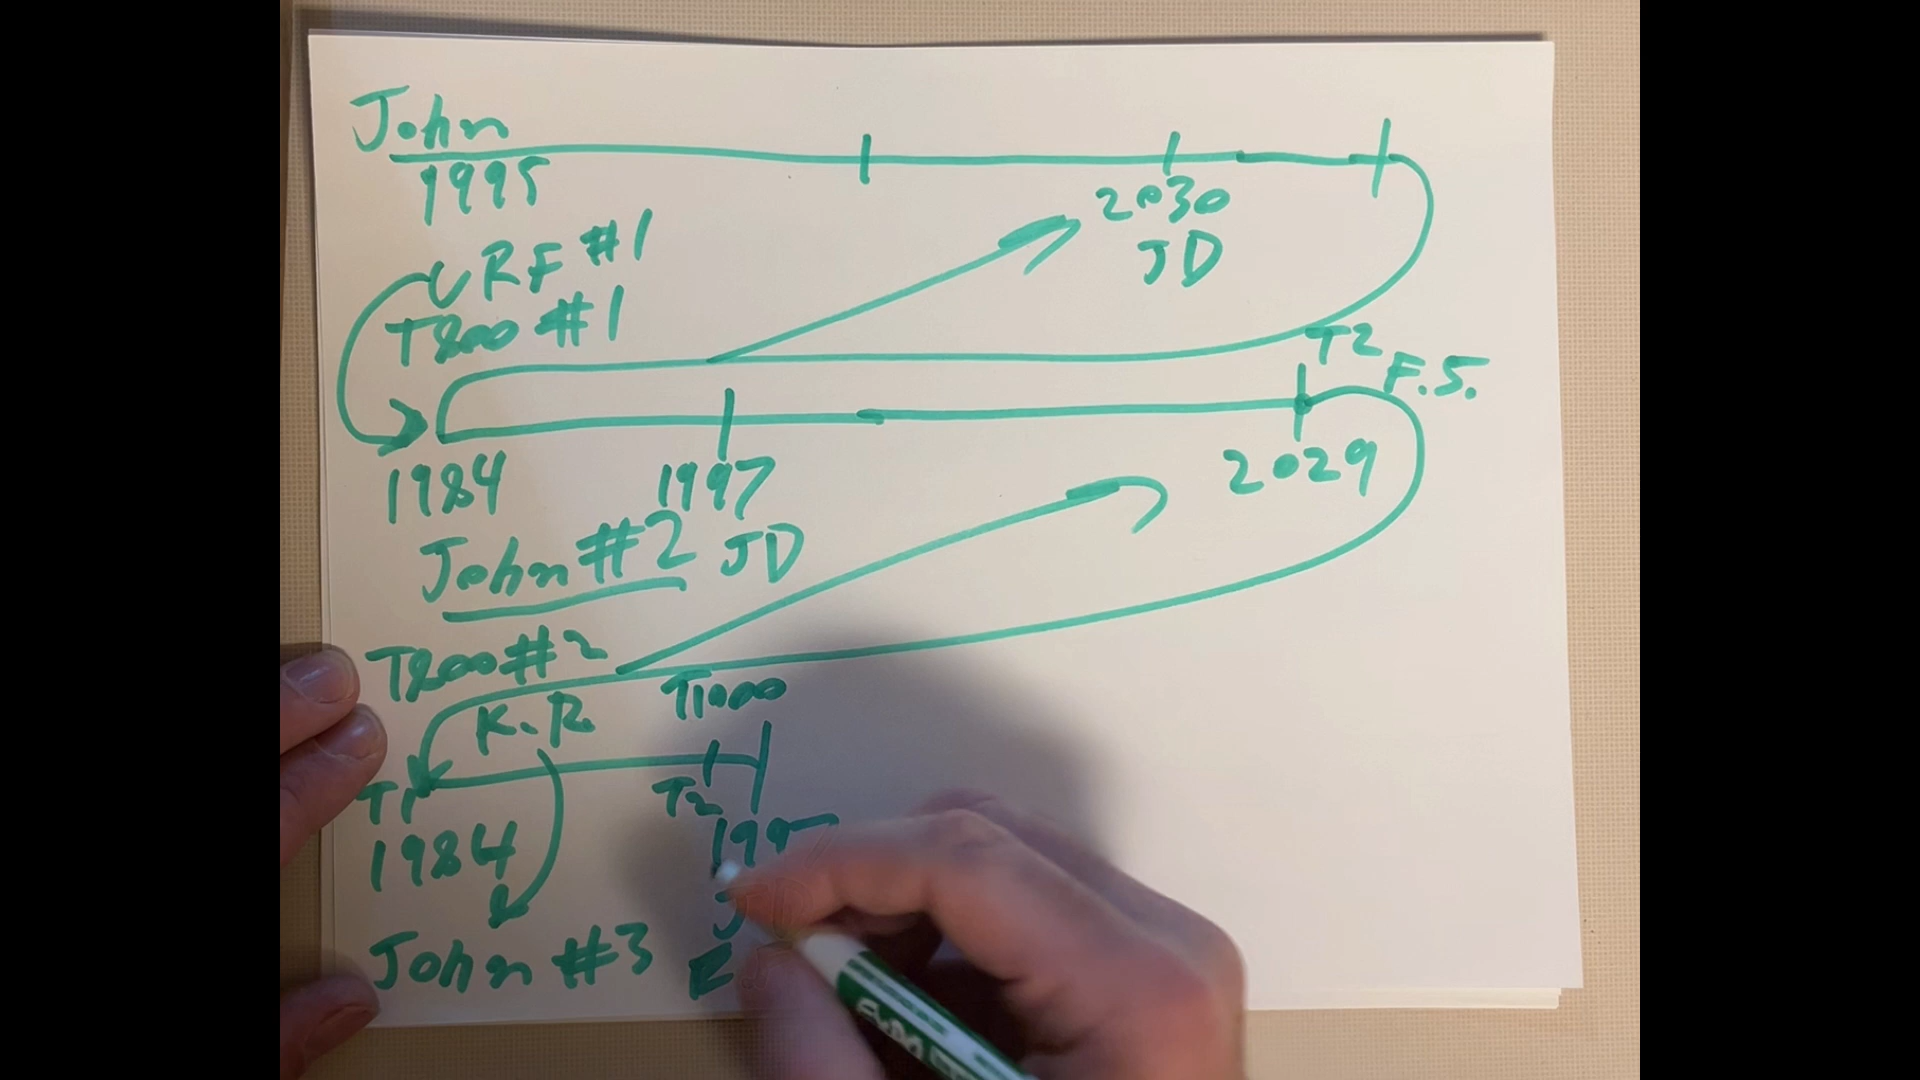 John
1995
2030
JD
URF #1
T800 #1
T2
F.S.
1984
1997
2029
John #2
JD
T800 #2
T1000
K.R.
T1
T2
1984
1997
John #3